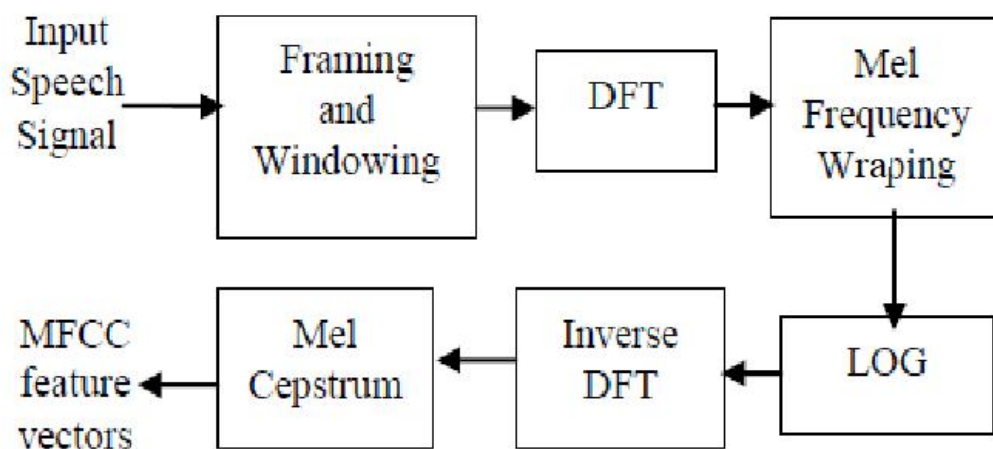 Input
Speech
Signal
Framing
and
Windowing
DFT
Mel
Frequency
Wraping
LOG
Inverse
DFT
Mel
Cepstrum
MFCC
feature
vectors